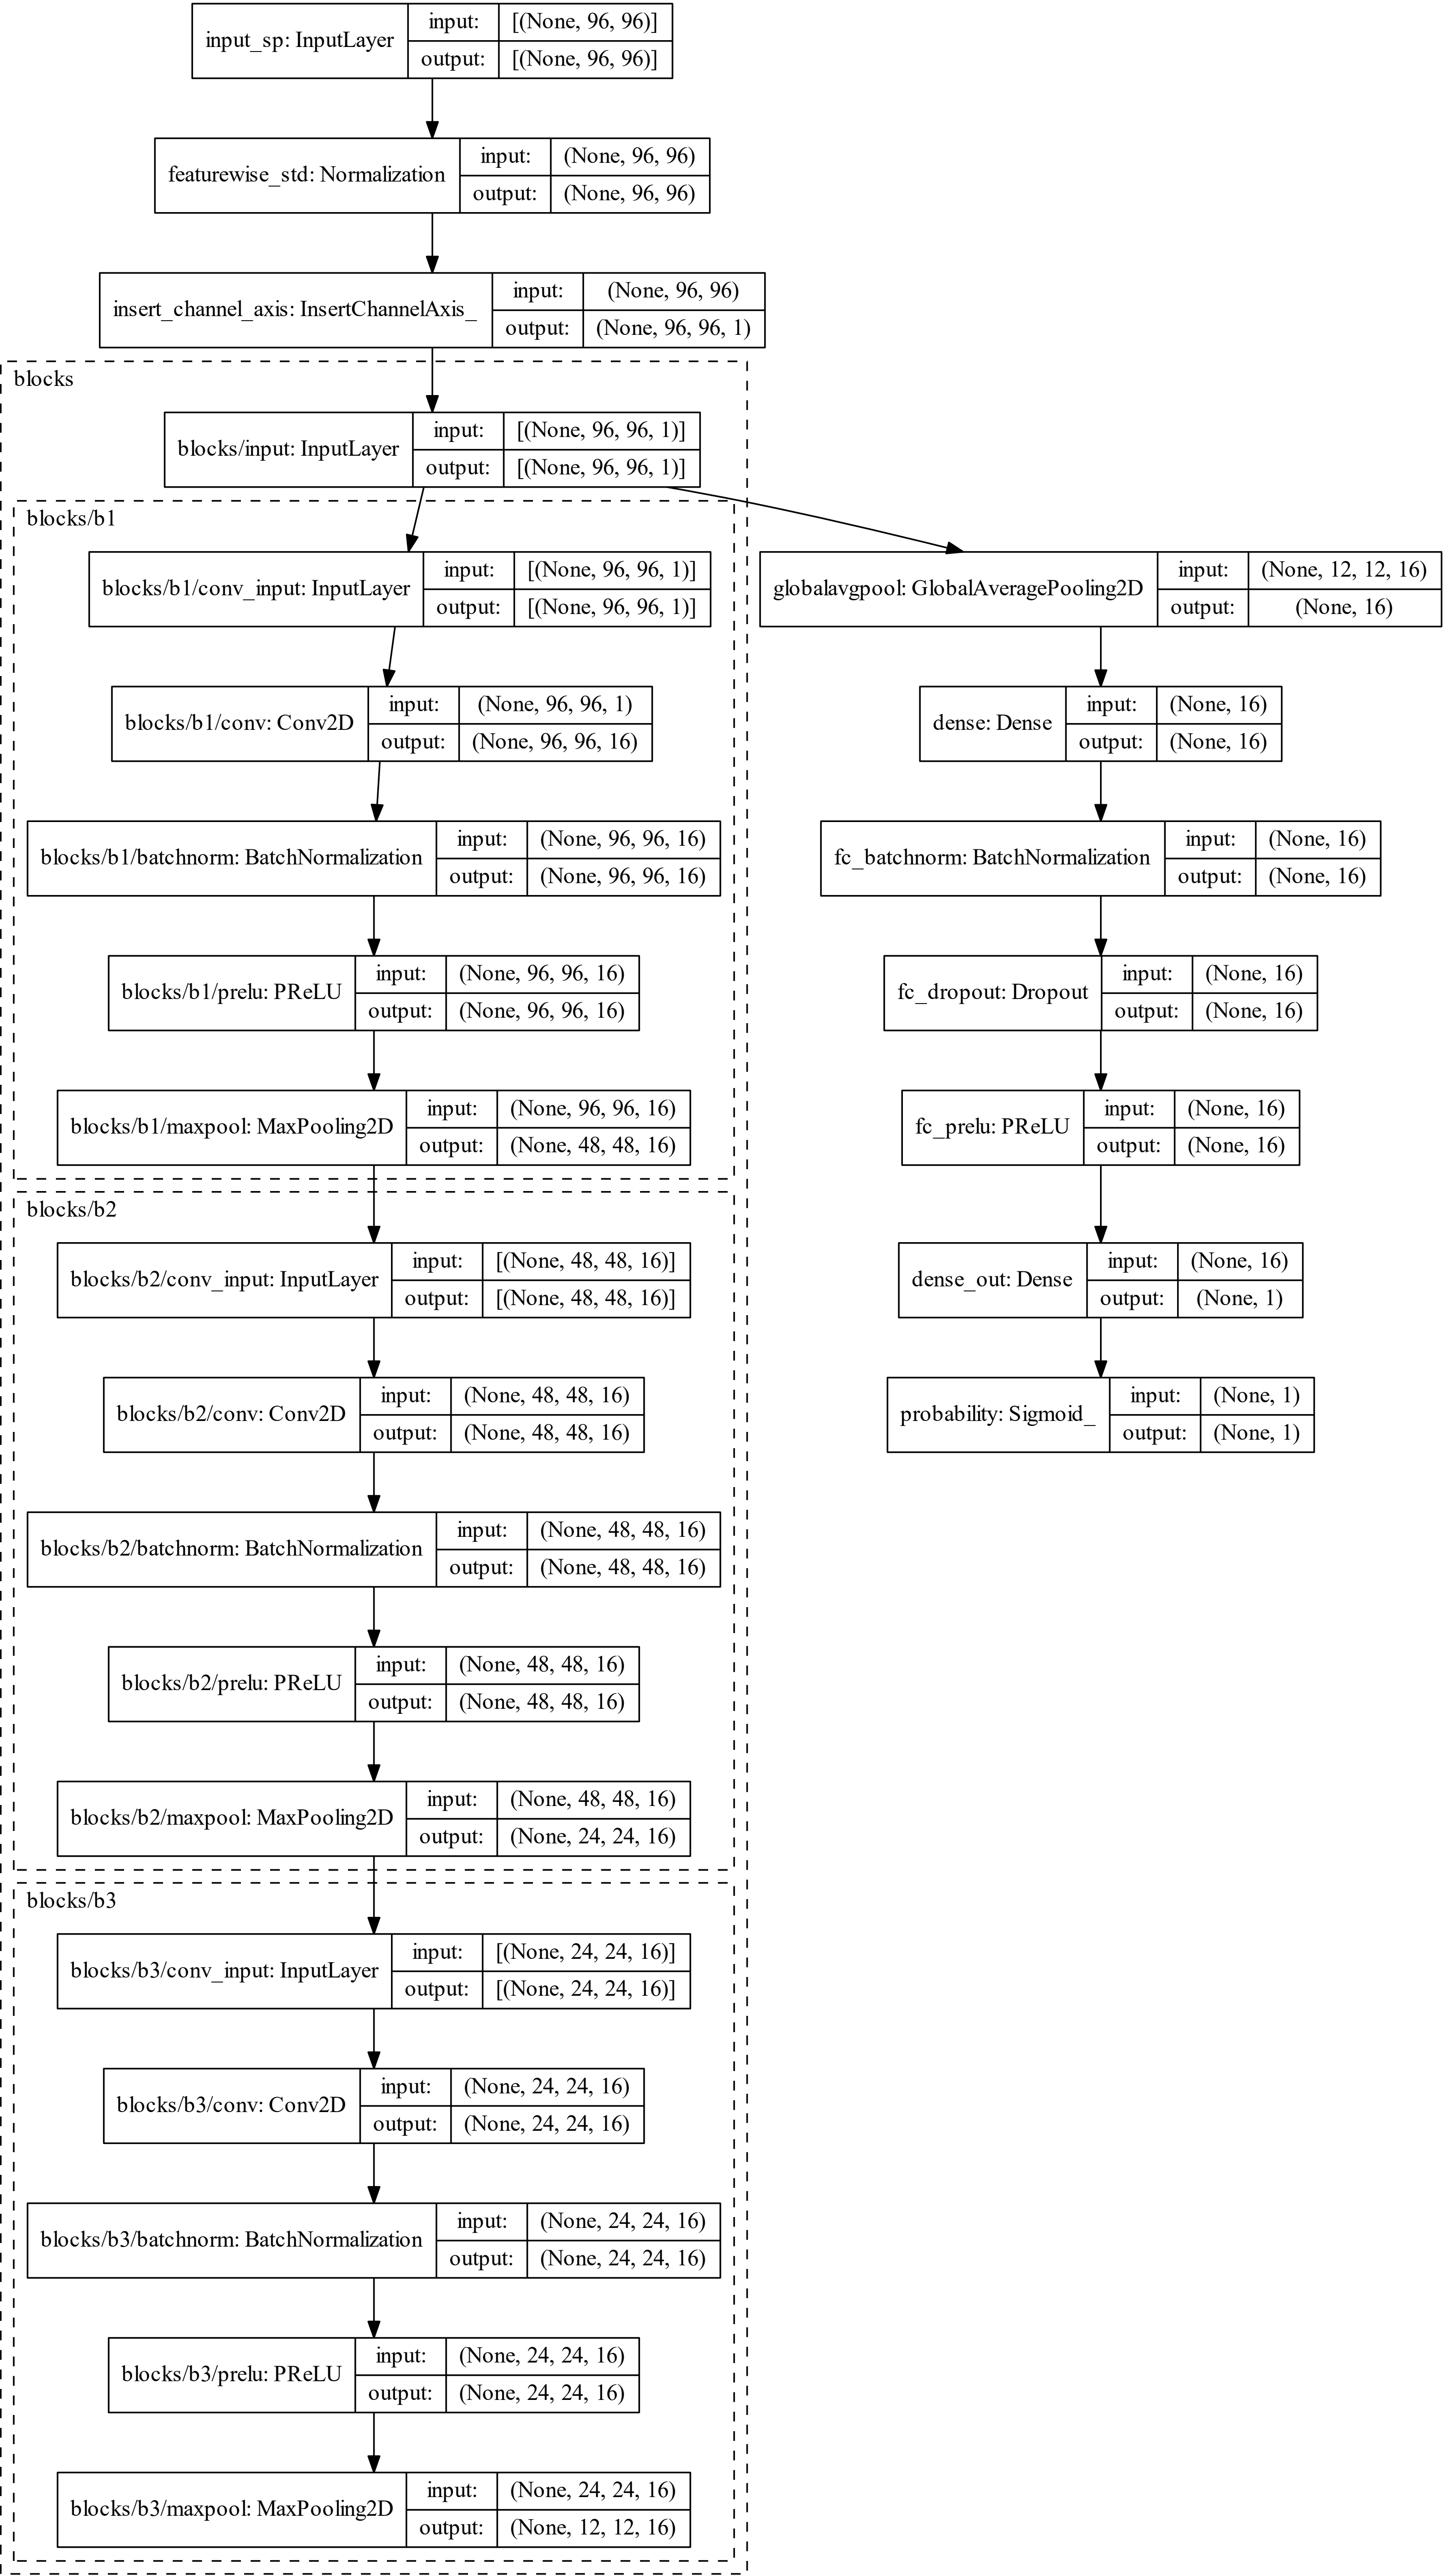 input_sp: InputLayer
input: [(None, 96, 96)]
output: [(None, 96, 96)]
featurewise_std: Normalization
input: (None, 96, 96)
output: (None, 96, 96)
insert_channel_axis: InsertChannelAxis_
input: (None, 96, 96)
output: (None, 96, 96, 1)
blocks
blocks/input: InputLayer
input: [(None, 96, 96, 1)]
output: [(None, 96, 96, 1)]
blocks/b1
blocks/b1/conv_input: InputLayer
input: [(None, 96, 96, 1)]
output: [(None, 96, 96, 1)]
blocks/b1/conv: Conv2D
input: (None, 96, 96, 1)
output: (None, 96, 96, 16)
blocks/b1/batchnorm: BatchNormalization
input: (None, 96, 96, 16)
output: (None, 96, 96, 16)
blocks/b1/prelu: PReLU
input: (None, 96, 96, 16)
output: (None, 96, 96, 16)
blocks/b1/maxpool: MaxPooling2D
input: (None, 96, 96, 16)
output: (None, 48, 48, 16)
blocks/b2
blocks/b2/conv_input: InputLayer
input: [(None, 48, 48, 16)]
output: [(None, 48, 48, 16)]
blocks/b2/conv: Conv2D
input: (None, 48, 48, 16)
output: (None, 48, 48, 16)
blocks/b2/batchnorm: BatchNormalization
input: (None, 48, 48, 16)
output: (None, 48, 48, 16)
blocks/b2/prelu: PReLU
input: (None, 48, 48, 16)
output: (None, 48, 48, 16)
blocks/b2/maxpool: MaxPooling2D
input: (None, 48, 48, 16)
output: (None, 24, 24, 16)
blocks/b3
blocks/b3/conv_input: InputLayer
input: [(None, 24, 24, 16)]
output: [(None, 24, 24, 16)]
blocks/b3/conv: Conv2D
input: (None, 24, 24, 16)
output: (None, 24, 24, 16)
blocks/b3/batchnorm: BatchNormalization
input: (None, 24, 24, 16)
output: (None, 24, 24, 16)
blocks/b3/prelu: PReLU
input: (None, 24, 24, 16)
output: (None, 24, 24, 16)
blocks/b3/maxpool: MaxPooling2D
input: (None, 24, 24, 16)
output: (None, 12, 12, 16)
globalavgpool: GlobalAveragePooling2D
input: (None, 12, 12, 16)
output: (None, 16)
dense: Dense
input: (None, 16)
output: (None, 16)
fc_batchnorm: BatchNormalization
input: (None, 16)
output: (None, 16)
fc_dropout: Dropout
input: (None, 16)
output: (None, 16)
fc_prelu: PReLU
input: (None, 16)
output: (None, 16)
dense_out: Dense
input: (None, 16)
output: (None, 1)
probability: Sigmoid_
input: (None, 1)
output: (None, 1)